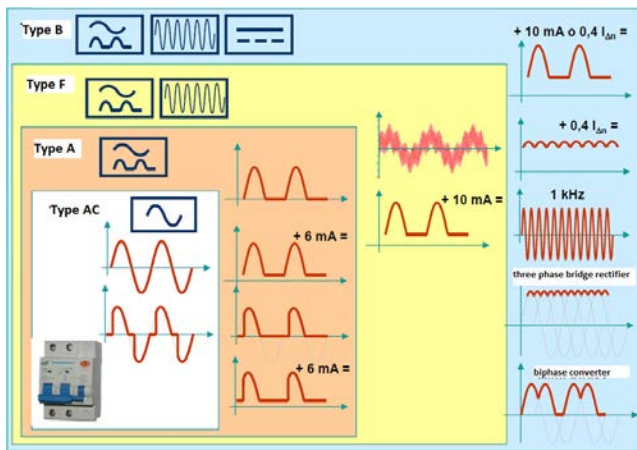 Type B
+ 10 mA o 0,4 IΔn =
Type F
+ 0,4 IΔn =
Type A
Type AC
+ 10 mA =
1 kHz
+ 6 mA =
three phase bridge rectifier
+ 6 mA =
biphase converter